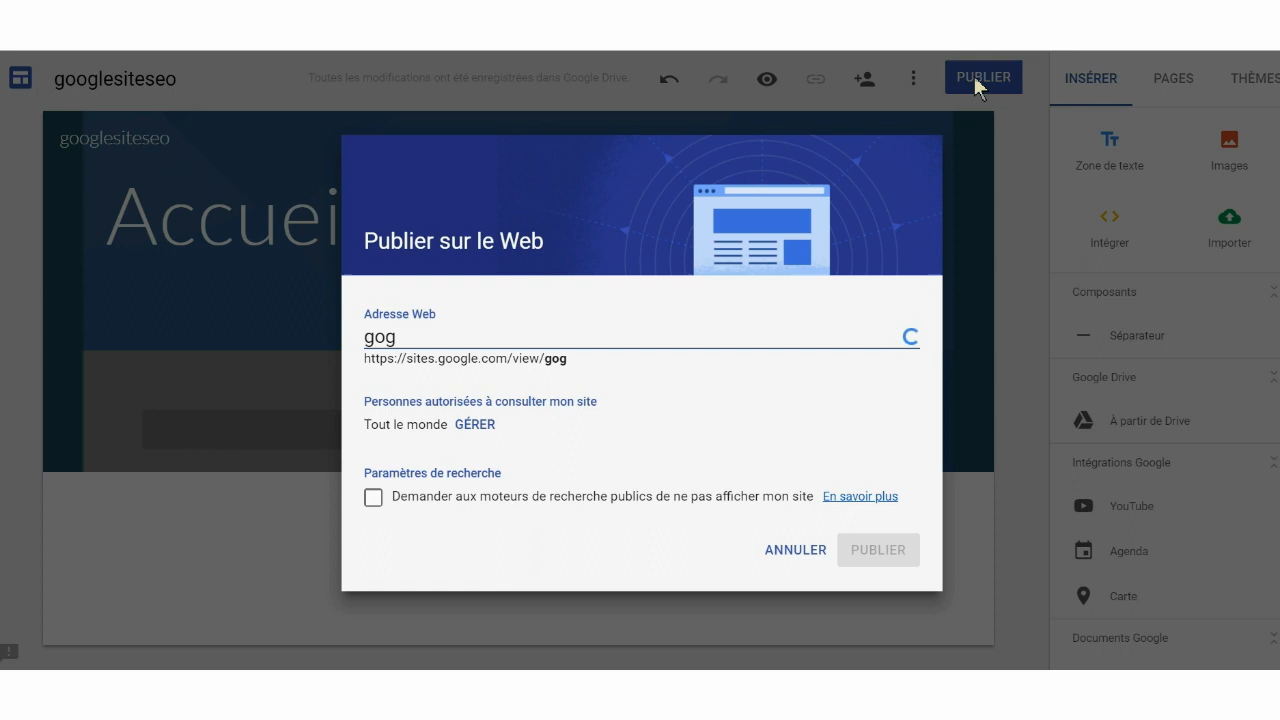 googlesiteseo
Toutes les modifications ont été enregistrées dans Google Drive.
PUBLIER
INSÉRER
PAGES
THÈMES
googlesiteseo
Accuei
Publier sur le Web
Adresse Web
gog
https://sites.google.com/view/gog
Personnes autorisées à consulter mon site
Tout le monde GÉRER
Paramètres de recherche
Demander aux moteurs de recherche publics de ne pas afficher mon site En savoir plus
ANNULER
PUBLIER
Tт
Zone de texte
Images
Intégrer
Importer
Composants
Séparateur
Google Drive
À partir de Drive
Intégrations Google
YouTube
Agenda
Carte
Documents Google